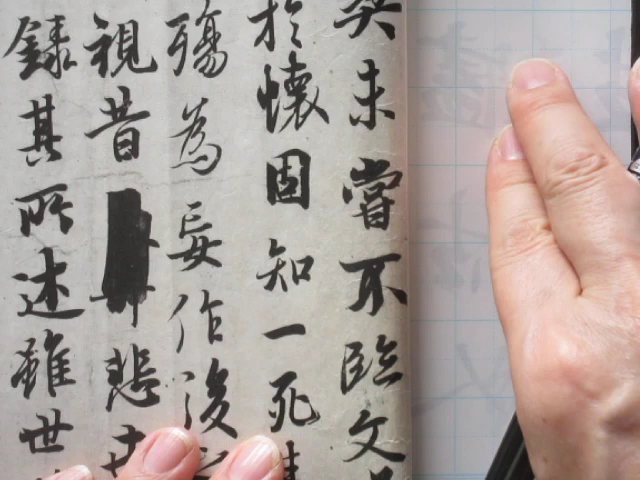 契未嘗不臨文
於懷固知一死
殤為妄作後
視昔悲
錄其所述雖世